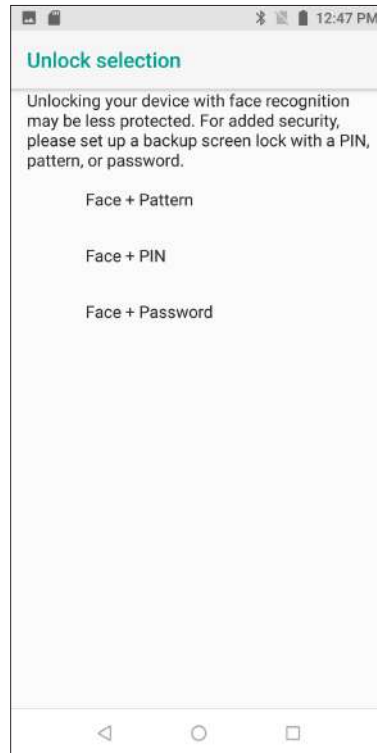 12:47 PM
Unlock selection
Unlocking your device with face recognition
may be less protected. For added security,
please set up a backup screen lock with a PIN,
pattern, or password.
Face + Pattern
Face + PIN
Face + Password